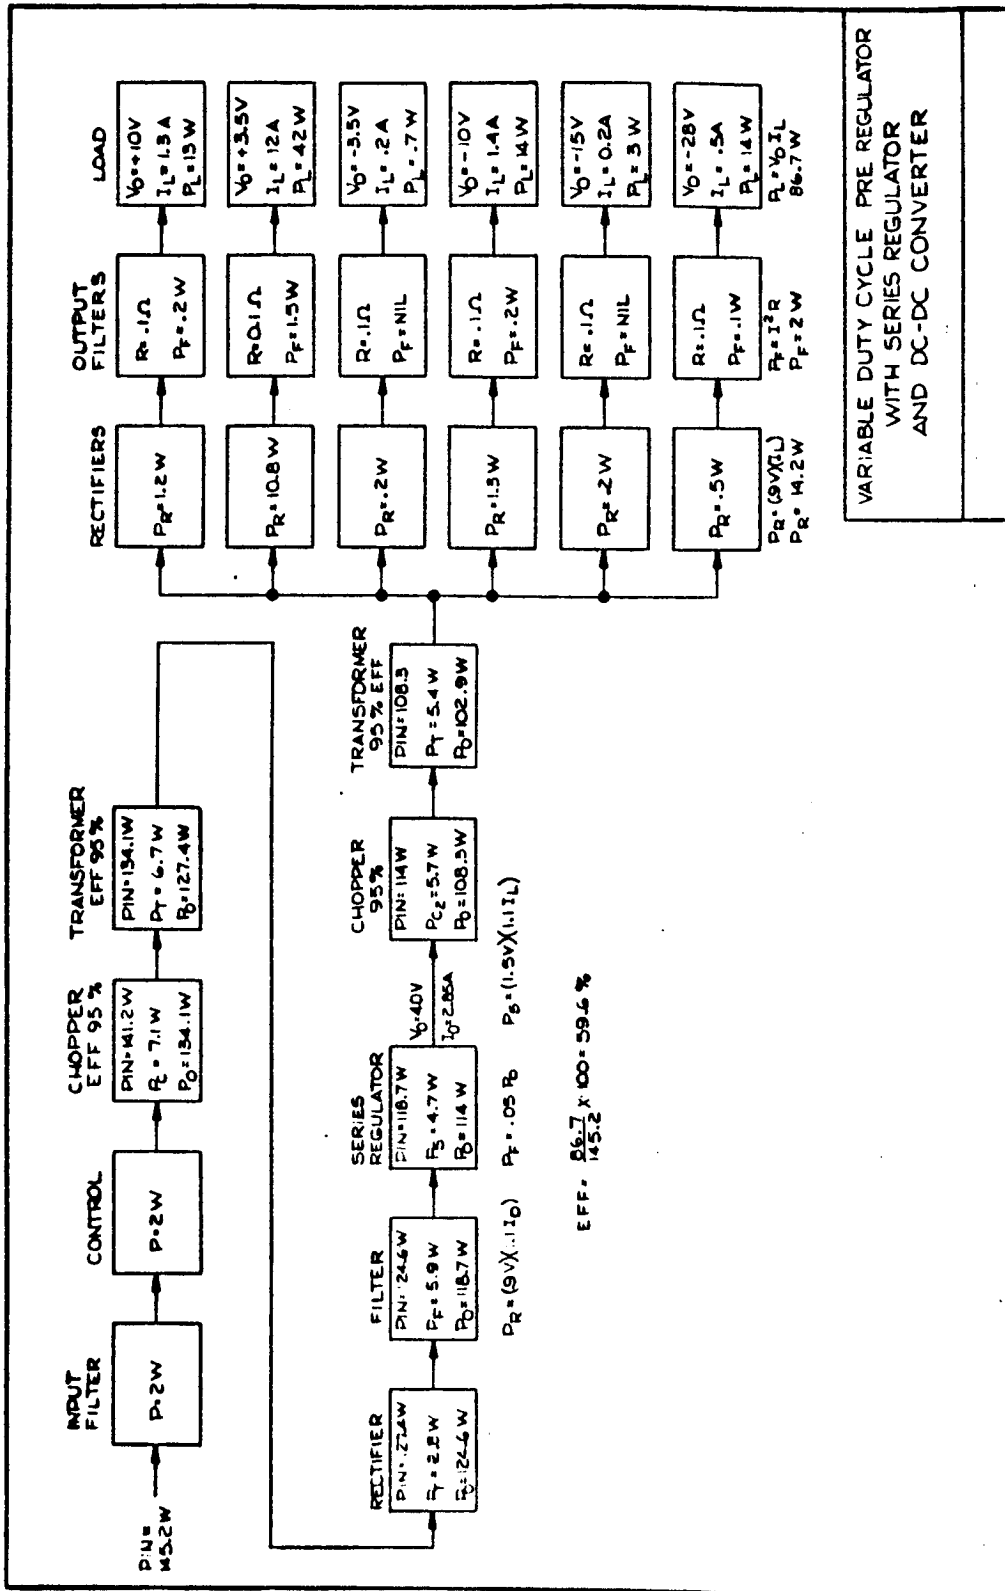 PIN=
145.2W
INPUT
FILTER
P=2W
CONTROL
P=2W
CHOPPER
EFF 95%
PIN=141.2W
PC=7.1W
PO=134.1W
TRANSFORMER
EFF 95%
PIN=134.1W
PT=6.7W
PO=127.4W
RECTIFIER
PT=2.8W
PO=124.6W
FILTER
PIN=124.6W
PF=5.9W
PO=118.7W
SERIES
REGULATOR
PIN=118.7W
PS=4.7W
PO=114W
VO=40V
IO=2.85A
CHOPPER
95%
PIN=114W
PC2=5.7W
PO=108.3W
TRANSFORMER
95% EFF
PIN=108.3
PT=5.4W
PO=102.9W
PR=(.9V)(1.1IO)
PF=.05PO
PS=(1.5V)(1.1IL)
EFF= 86.7/145.2 X 100=59.6%
RECTIFIERS
PR=1.2W
PR=10.8W
PR=.2W
PR=1.3W
PR=.2W
PR=.5W
PR=(.9V)(IL)
PR=14.2W
OUTPUT
FILTERS
R=.1Ω
PF=.2W
R=0.1Ω
PF=1.5W
R=.1Ω
PF=NIL
R=.1Ω
PF=.2W
R=.1Ω
PF=NIL
R=.1Ω
PF=.1W
PF=I²R
PF=2W
LOAD
VO=+10V
IL=1.3A
PL=13W
VO=+3.5V
IL=12A
PL=42W
VO=-3.5V
IL=.2A
PL=.7W
VO=-10V
IL=1.4A
PL=14W
VO=-15V
IL=0.2A
PL=3W
VO=-28V
IL=.5A
PL=14W
PL=VOIL
86.7W
VARIABLE DUTY CYCLE PRE REGULATOR
WITH SERIES REGULATOR
AND DC-DC CONVERTER